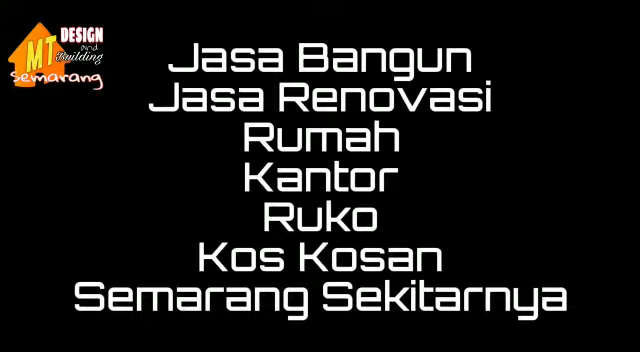 MT DESIGN
and
Building
Semarang
Jasa Bangun
Jasa Renovasi
Rumah
Kantor
Ruko
Kos Kosan
Semarang Sekitarnya